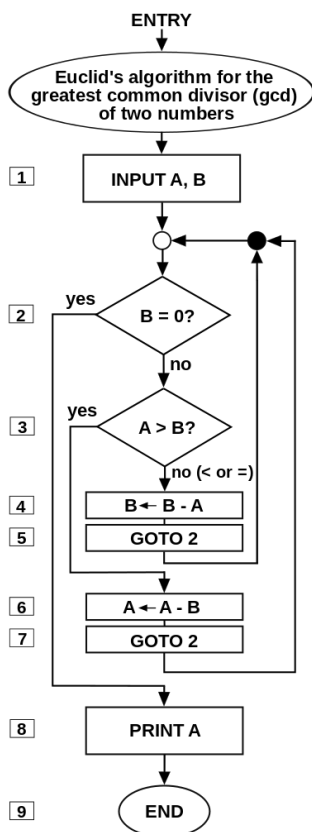 ENTRY
Euclid's algorithm for the
greatest common divisor (gcd)
of two numbers
1
INPUT A, B
2
yes
B = 0?
no
3
yes
A > B?
no (< or =)
4
B ← B - A
5
GOTO 2
6
A ← A - B
7
GOTO 2
8
PRINT A
9
END